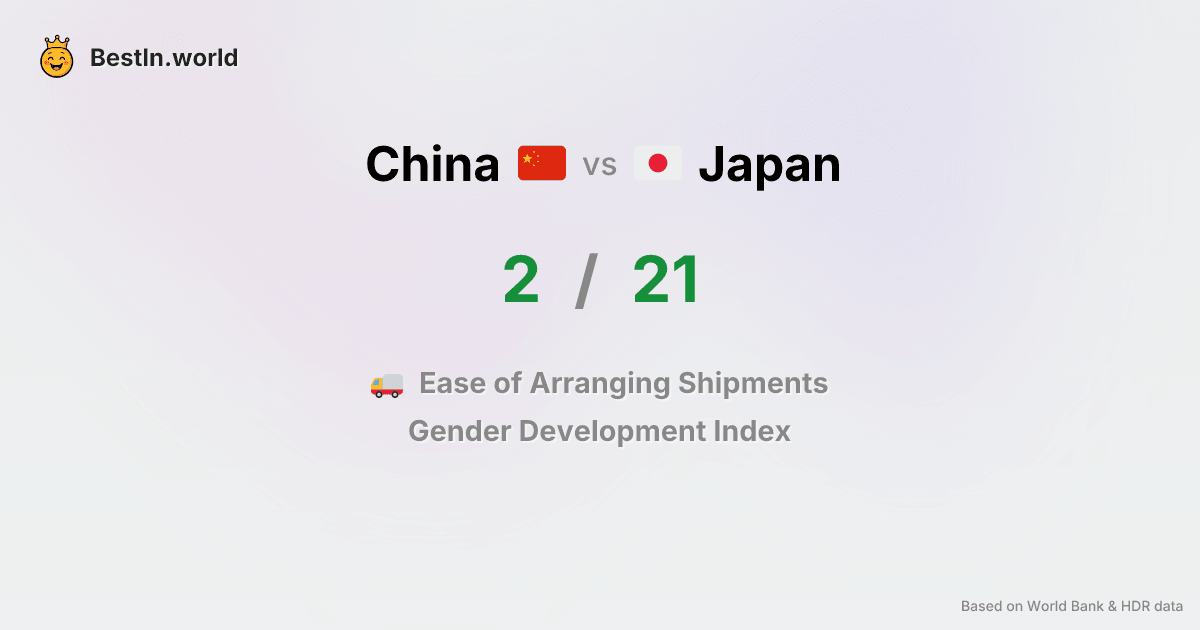 BestIn.world
China vs Japan
2 / 21
Ease of Arranging Shipments
Gender Development Index
Based on World Bank & HDR data